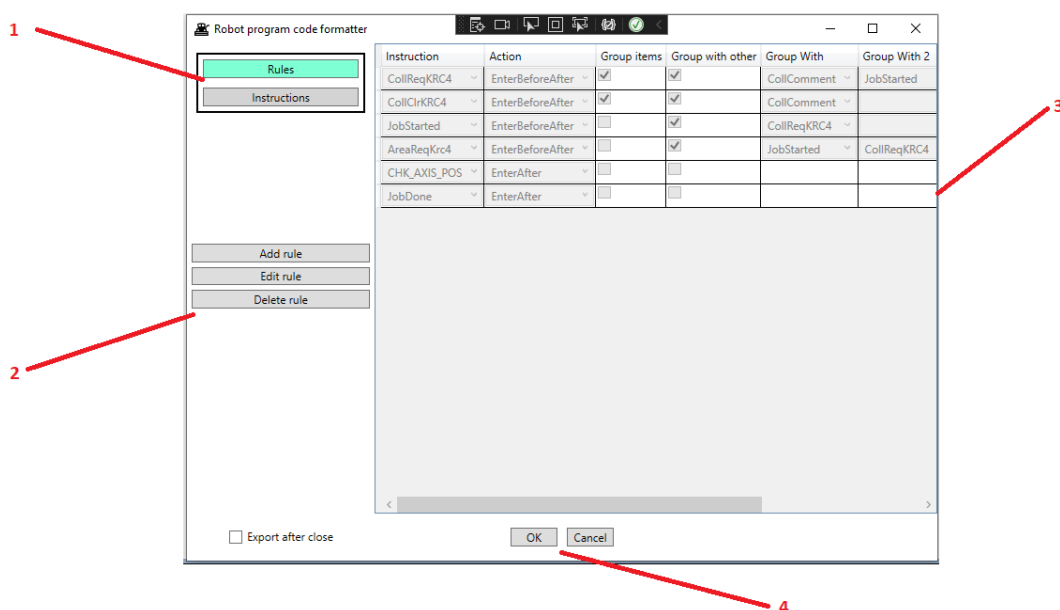 1
Robot program code formatter
Rules
Instructions
Instruction Action Group items Group with other Group With Group With 2
CollReqKRC4 EnterBeforeAfter CollComment JobStarted
CollClrKRC4 EnterBeforeAfter CollComment
JobStarted EnterBeforeAfter CollReqKRC4
AreaReqKrc4 EnterBeforeAfter JobStarted CollReqKRC4
CHK_AXIS_POS EnterAfter
JobDone EnterAfter
3
Add rule
Edit rule
Delete rule
2
Export after close
OK Cancel
4